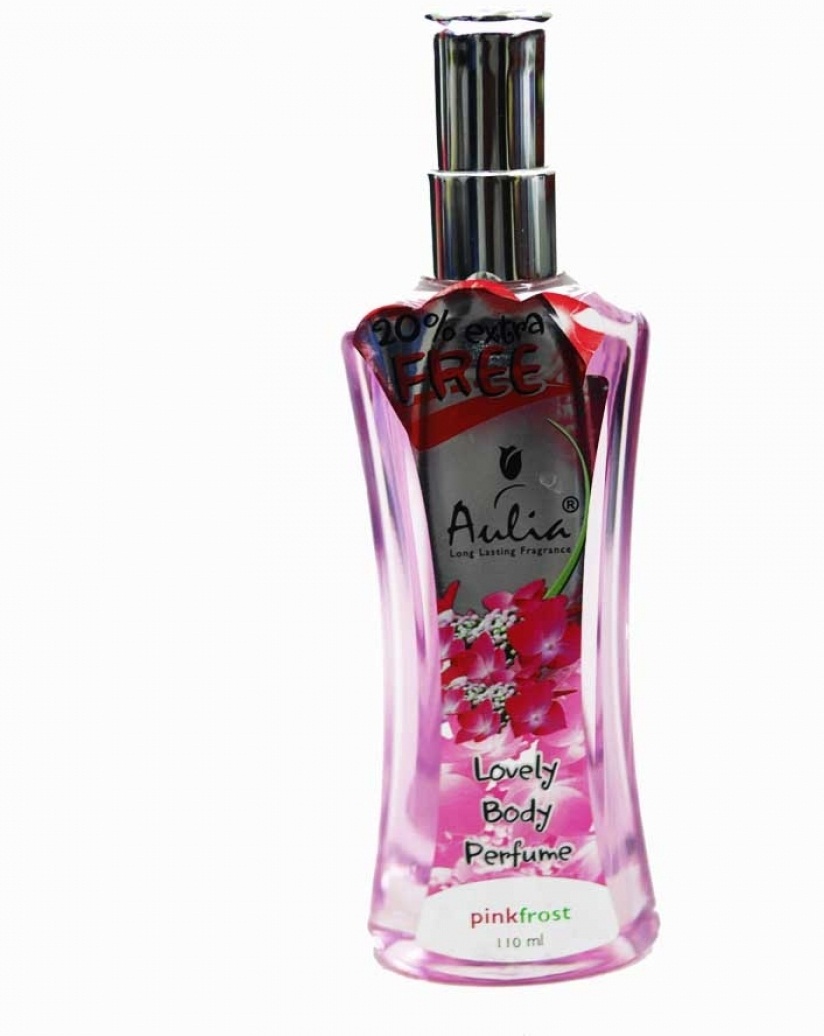 20% extra
FREE
Aulia®
Long Lasting Fragrance
Lovely
Body
Perfume
pinkfrost
110 ml